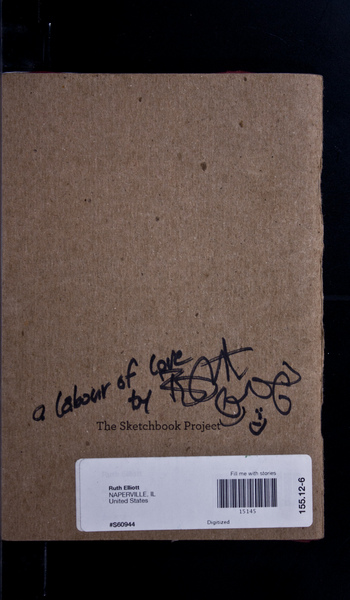 a labour of love
by
The Sketchbook Project
Fill me with stories
Ruth Elliott
NAPERVILLE, IL
United States
15145
#S60944
Digitized
155.12-6